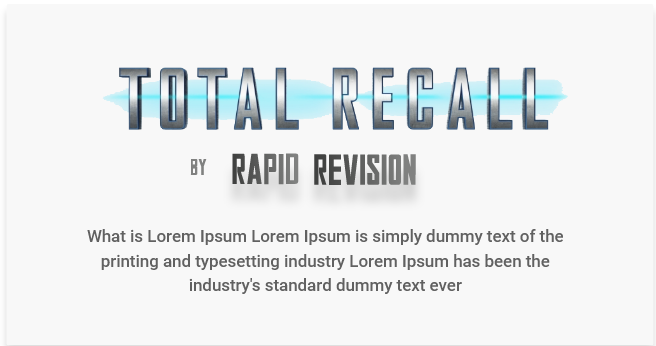 TOTAL RECALL
BY RAPID REVISION
What is Lorem Ipsum Lorem Ipsum is simply dummy text of the
printing and typesetting industry Lorem Ipsum has been the
industry's standard dummy text ever